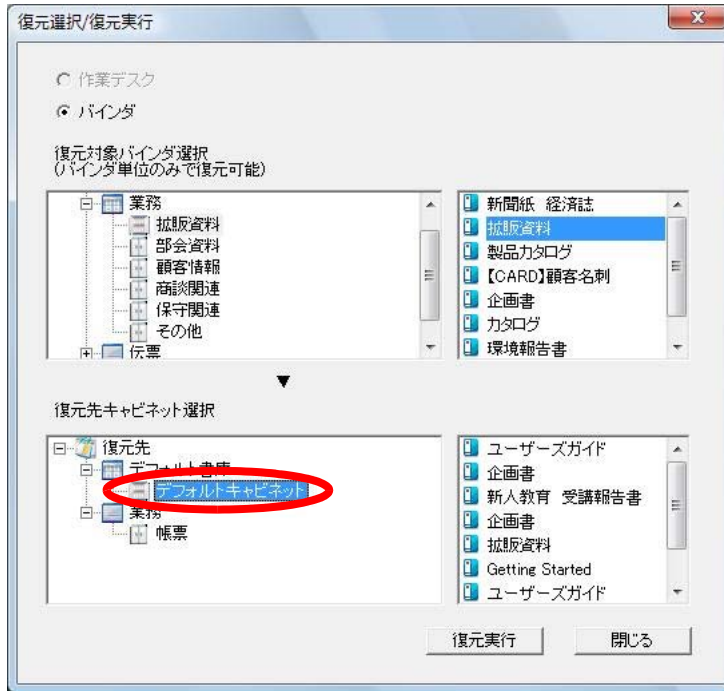 復元選択/復元実行
作業デスク
バインダ
復元対象バインダ選択
(バインダ単位のみで復元可能)
業務
拡販資料
部会資料
顧客情報
商談関連
保守関連
その他
伝票
新聞紙 経済誌
拡販資料
製品カタログ
【CARD】顧客名刺
企画書
カタログ
環境報告書
▼
復元先キャビネット選択
復元先
デフォルト書庫
デフォルトキャビネット
業務
帳票
ユーザーズガイド
企画書
新人教育 受講報告書
企画書
拡販資料
Getting Started
ユーザーズガイド
復元実行
閉じる